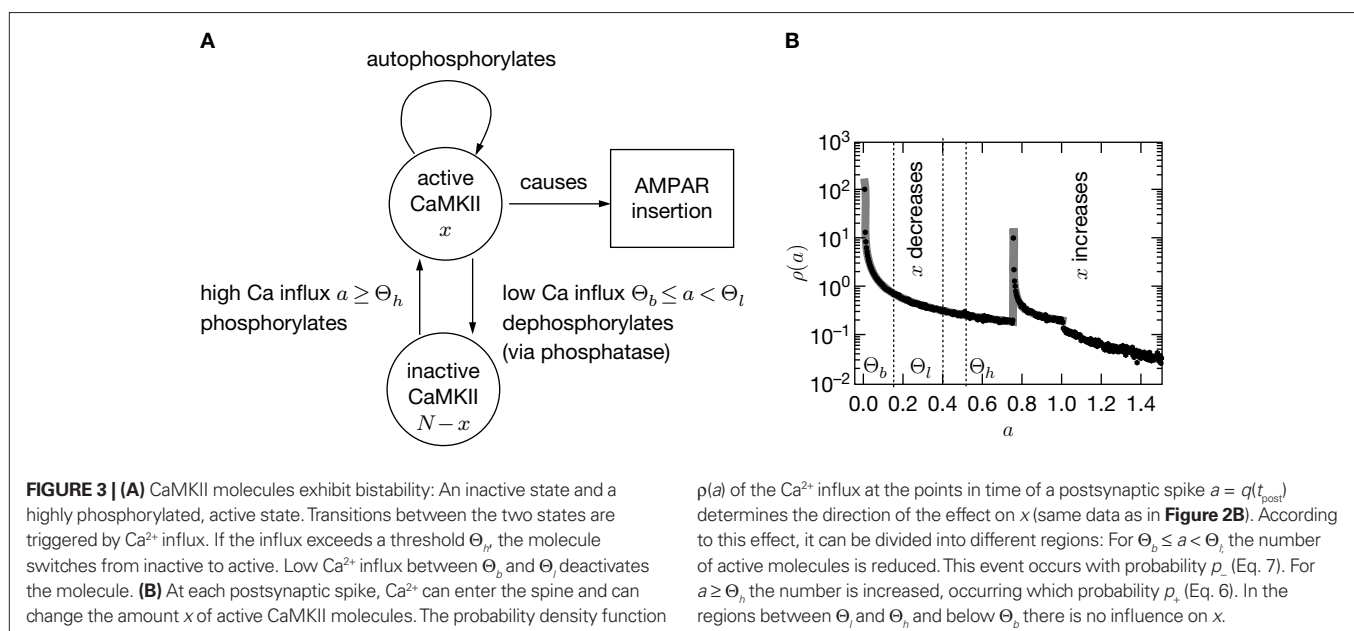 A
autophosphorylates
active
CaMKII
x
causes
AMPAR
insertion
high Ca influx a ≥ Θh
phosphorylates
low Ca influx Θb ≤ a < Θl
dephosphorylates
(via phosphatase)
inactive
CaMKII
N − x
B
10³
10²
10¹
10⁰
10⁻¹
10⁻²
ρ(a)
x decreases
x increases
Θb Θl Θh
0.0 0.2 0.4 0.6 0.8 1.0 1.2 1.4
a
FIGURE 3 | (A) CaMKII molecules exhibit bistability: An inactive state and a
highly phosphorylated, active state. Transitions between the two states are
triggered by Ca²⁺ influx. If the influx exceeds a threshold Θh, the molecule
switches from inactive to active. Low Ca²⁺ influx between Θb and Θl deactivates
the molecule. (B) At each postsynaptic spike, Ca²⁺ can enter the spine and can
change the amount x of active CaMKII molecules. The probability density function
ρ(a) of the Ca²⁺ influx at the points in time of a postsynaptic spike a = q(tpost)
determines the direction of the effect on x (same data as in Figure 2B). According
to this effect, it can be divided into different regions: For Θb ≤ a < Θl, the number
of active molecules is reduced. This event occurs with probability p₋ (Eq. 7). For
a ≥ Θh the number is increased, occurring which probability p₊ (Eq. 6). In the
regions between Θl and Θh and below Θb there is no influence on x.